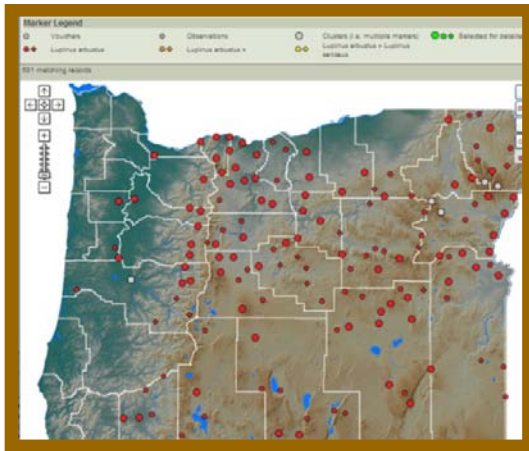 Marker Legend
Vouchers Observations Clusters (i.e. multiple markers) Selected for details
Lupinus arbustus Lupinus arbustus x Lupinus arbustus x Lupinus
sericeus
matching records